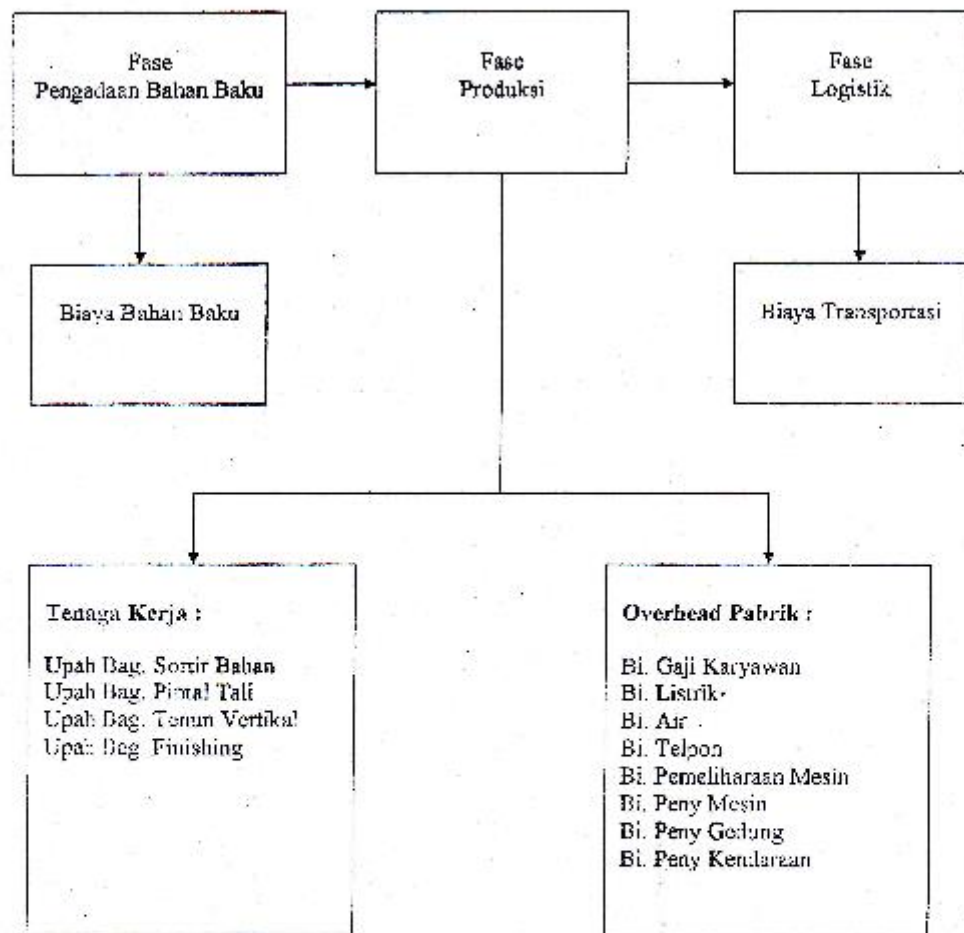 Fase
Pengadaan Bahan Baku
Fase
Produksi
Fase
Logistik
Biaya Bahan Baku
Biaya Transportasi
Tenaga Kerja :
Upah Bag. Sortir Bahan
Upah Bag. Pintal Tali
Upah Bag. Tenun Vertikal
Upah Bag. Finishing
Overhead Pabrik :
Bi. Gaji Karyawan
Bi. Listrik
Bi. Air
Bi. Telpon
Bi. Pemeliharaan Mesin
Bi. Peny Mesin
Bi. Peny Gedung
Bi. Peny Kendaraan